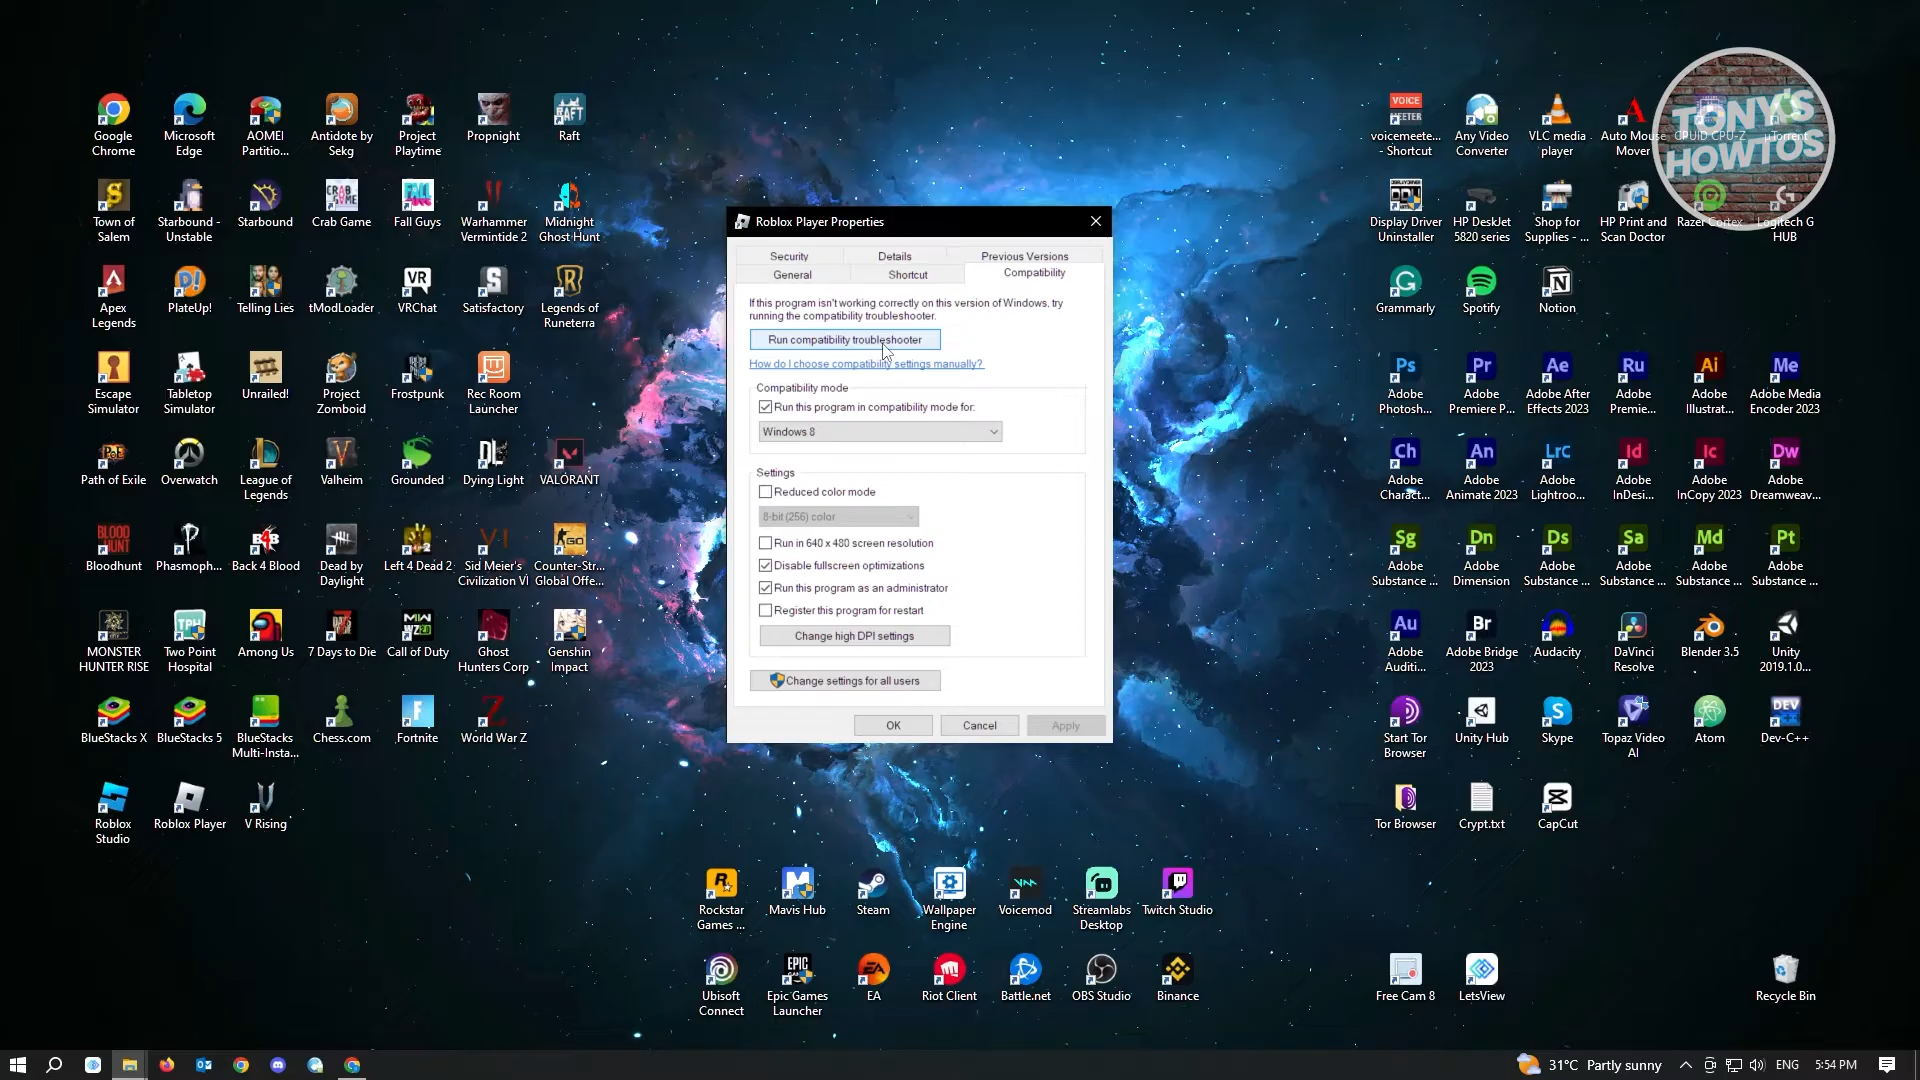 Google
Chrome
Microsoft
Edge
AOMEI
Partitio...
Antidote by
Sekg
Project
Playtime
Propnight
Raft
Town of
Salem
Starbound -
Unstable
Starbound
Crab Game
Fall Guys
Warhammer
Vermintide 2
Midnight
Ghost Hunt
Apex
Legends
PlateUp!
Telling Lies
tModLoader
VRChat
Satisfactory
Legends of
Runeterra
Escape
Simulator
Tabletop
Simulator
Unrailed!
Project
Zomboid
Frostpunk
Rec Room
Launcher
Path of Exile
Overwatch
League of
Legends
Valheim
Grounded
Dying Light
VALORANT
Bloodhunt
Phasmoph...
Back 4 Blood
Dead by
Daylight
Left 4 Dead 2
Sid Meier's
Civilization VI
Counter-Str...
Global Offe...
MONSTER
HUNTER RISE
Two Point
Hospital
Among Us
7 Days to Die
Call of Duty
Ghost
Hunters Corp
Genshin
Impact
BlueStacks X
BlueStacks 5
BlueStacks
Multi-Insta...
Chess.com
Fortnite
World War Z
Roblox
Studio
Roblox Player
V Rising
Roblox Player Properties
Security
Details
Previous Versions
General
Shortcut
Compatibility
If this program isn't working correctly on this version of Windows, try
running the compatibility troubleshooter.
Run compatibility troubleshooter
How do I choose compatibility settings manually?
Compatibility mode
Run this program in compatibility mode for:
Windows 8
Settings
Reduced color mode
8-bit (256) color
Run in 640 x 480 screen resolution
Disable fullscreen optimizations
Run this program as an administrator
Register this program for restart
Change high DPI settings
Change settings for all users
OK
Cancel
Apply
voicemeete...
- Shortcut
Any Video
Converter
VLC media
player
Auto Mouse
Mover
CPUID CPU-Z
µTorrent
TONY'S
HOWTOS
Display Driver
Uninstaller
HP DeskJet
5820 series
Shop for
Supplies - ...
HP Print and
Scan Doctor
Razer Cortex
Logitech G
HUB
Grammarly
Spotify
Notion
Adobe
Photosh...
Adobe
Premiere P...
Adobe After
Effects 2023
Adobe
Premie...
Adobe
Illustrat...
Adobe Media
Encoder 2023
Adobe
Charact...
Adobe
Animate 2023
Adobe
Lightroo...
Adobe
InDesi...
Adobe
InCopy 2023
Adobe
Dreamweav...
Adobe
Substance ...
Adobe
Dimension
Adobe
Substance ...
Adobe
Substance ...
Adobe
Substance ...
Adobe
Substance ...
Adobe
Auditi...
Adobe Bridge
2023
Audacity
DaVinci
Resolve
Blender 3.5
Unity
2019.1.0...
Start Tor
Browser
Unity Hub
Skype
Topaz Video
AI
Atom
Dev-C++
Tor Browser
Crypt.txt
CapCut
Rockstar
Games ...
Mavis Hub
Steam
Wallpaper
Engine
Voicemod
Streamlabs
Desktop
Twitch Studio
Ubisoft
Connect
Epic Games
Launcher
EA
Riot Client
Battle.net
OBS Studio
Binance
Free Cam 8
LetsView
Recycle Bin
31°C Partly sunny
ENG
5:54 PM